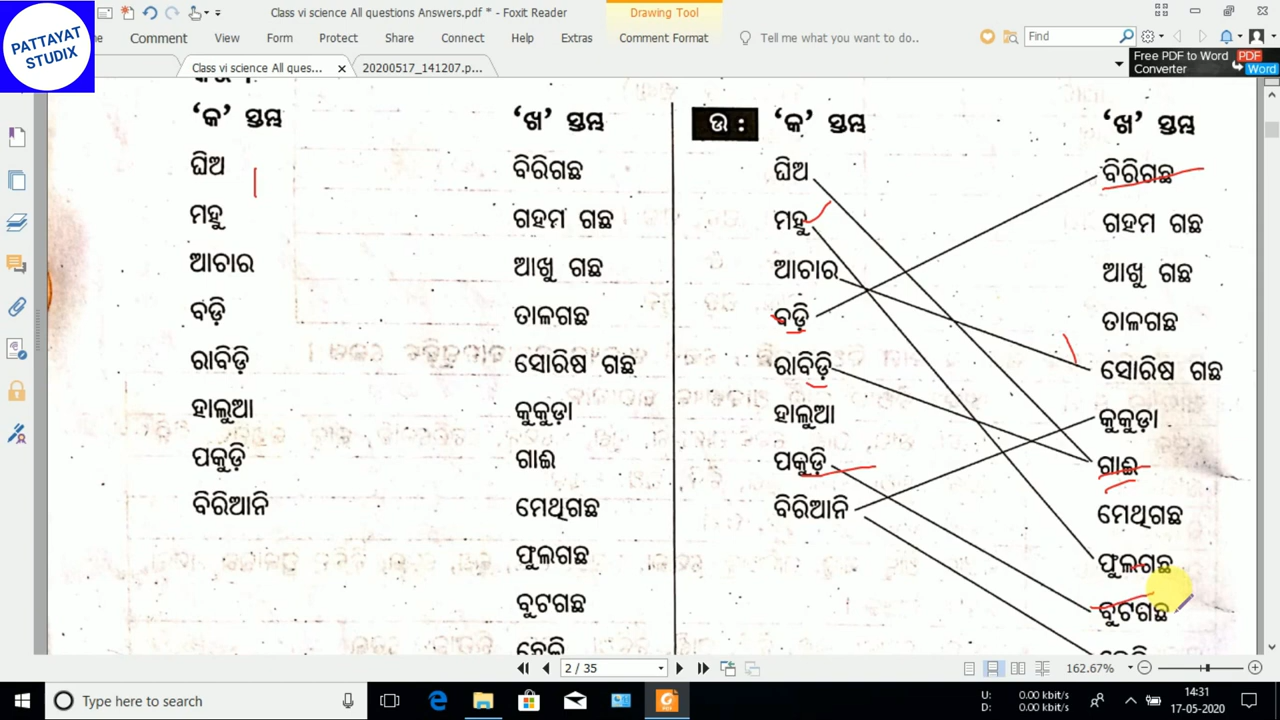 PATTAYAT
STUDIX
Class vi science All questions Answers.pdf * - Foxit Reader
Drawing Tool
Comment View Form Protect Share Connect Help Extras Comment Format Tell me what you want to do.. Find
Class vi science All ques... 20200517_141207.p...
Free PDF to Word
Converter
PDF
Word
‘କ’ ସ୍ତମ୍ଭ ‘ଖ’ ସ୍ତମ୍ଭ
ଘିଅ ବିରିଗଛ
ମହୁ ଗହମ ଗଛ
ଆଚାର ଆଖୁ ଗଛ
ବଡ଼ି ତାଳଗଛ
ରାବିଡ଼ି ସୋରିଷ ଗଛ
ହାଲୁଆ କୁକୁଡ଼ା
ପକୁଡ଼ି ଗାଈ
ବିରିଆନି ମେଥିଗଛ
ଫୁଲଗଛ
ବୁଟଗଛ
ଉ : ‘କ’ ସ୍ତମ୍ଭ ‘ଖ’ ସ୍ତମ୍ଭ
ଘିଅ ବିରିଗଛ
ମହୁ ଗହମ ଗଛ
ଆଚାର ଆଖୁ ଗଛ
ବଡ଼ି ତାଳଗଛ
ରାବିଡ଼ି ସୋରିଷ ଗଛ
ହାଲୁଆ କୁକୁଡ଼ା
ପକୁଡ଼ି ଗାଈ
ବିରିଆନି ମେଥିଗଛ
ଫୁଲଗଛ
ବୁଟଗଛ
2 / 35
162.67%
Type here to search
U: 0.00 kbit/s
D: 0.00 kbit/s
14:31
17-05-2020